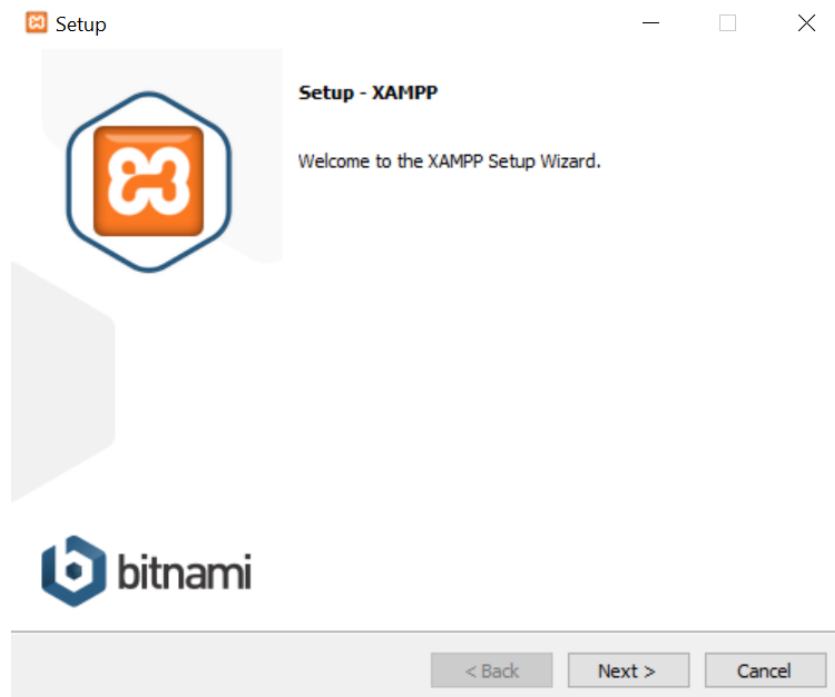 Setup
Setup - XAMPP
Welcome to the XAMPP Setup Wizard.
bitnami
< Back
Next >
Cancel